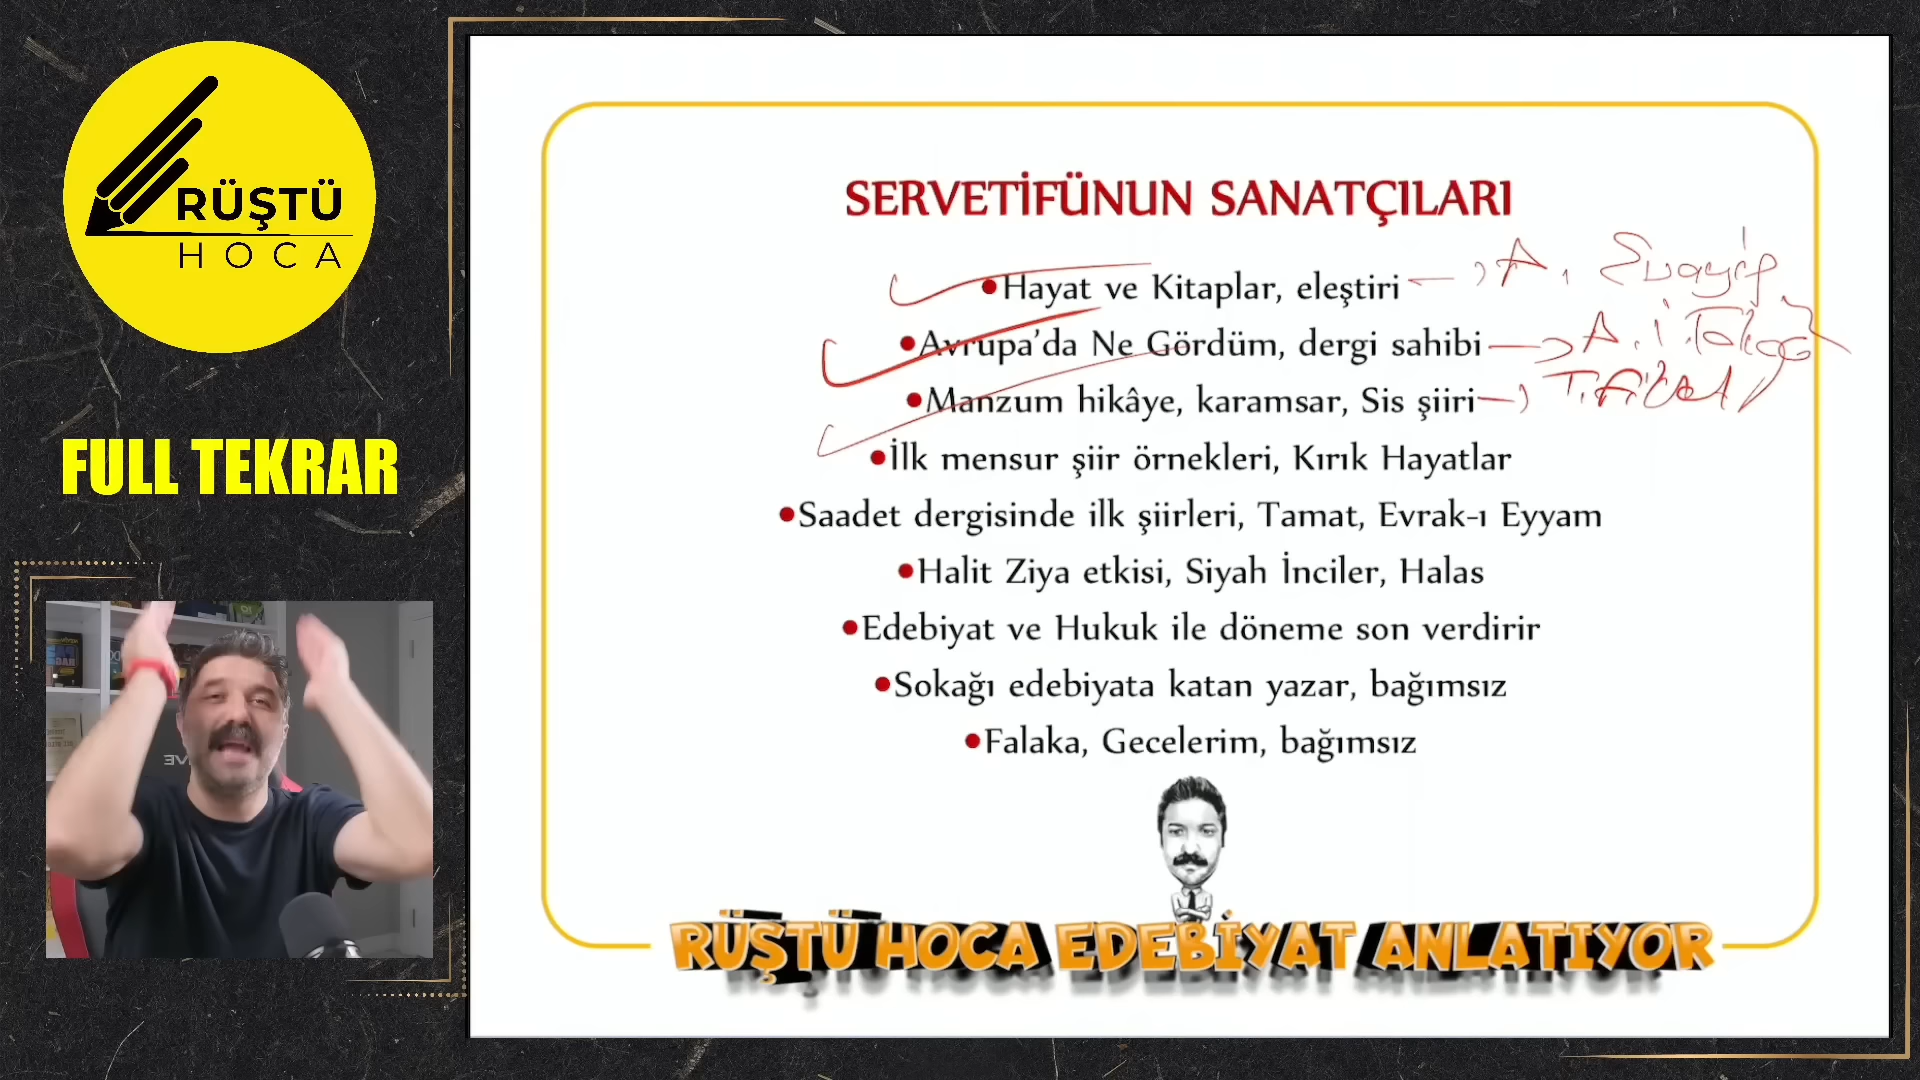 RÜŞTÜ
HOCA
FULL TEKRAR
SERVETİFÜNUN SANATÇILARI
•Hayat ve Kitaplar, eleştiri → A. Şuayip
•Avrupa’da Ne Gördüm, dergi sahibi → A. İ. Tokgöz
•Manzum hikâye, karamsar, Sis şiiri → T. Fikret
•İlk mensur şiir örnekleri, Kırık Hayatlar
•Saadet dergisinde ilk şiirleri, Tamat, Evrak-ı Eyyam
•Halit Ziya etkisi, Siyah İnciler, Halas
•Edebiyat ve Hukuk ile döneme son verdirir
•Sokağı edebiyata katan yazar, bağımsız
•Falaka, Gecelerim, bağımsız
RÜŞTÜ HOCA EDEBİYAT ANLATIYOR